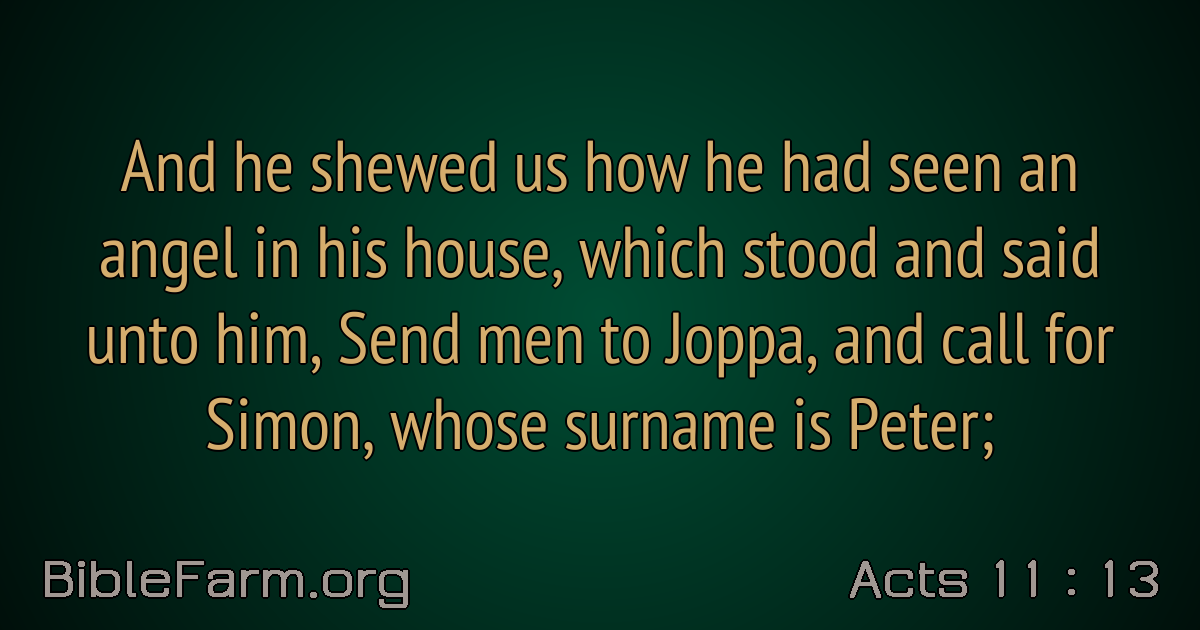 And he shewed us how he had seen an
angel in his house, which stood and said
unto him, Send men to Joppa, and call for
Simon, whose surname is Peter;
BibleFarm.org
Acts 11 : 13